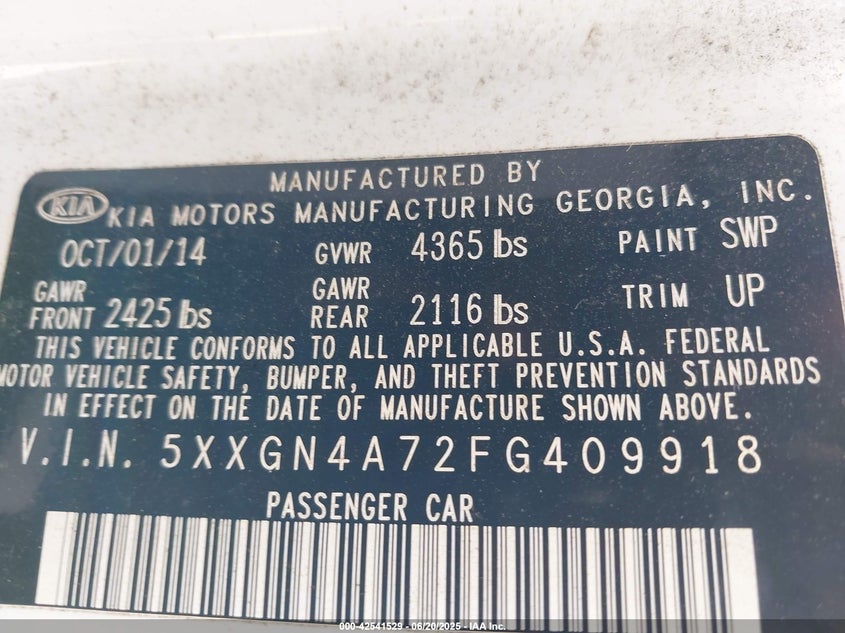 MANUFACTURED BY
KIA KIA MOTORS MANUFACTURING GEORGIA, INC.
OCT/01/14 GVWR 4365 lbs PAINT SWP
GAWR FRONT 2425 lbs GAWR REAR 2116 lbs TRIM UP
THIS VEHICLE CONFORMS TO ALL APPLICABLE U.S.A. FEDERAL
MOTOR VEHICLE SAFETY, BUMPER, AND THEFT PREVENTION STANDARDS
IN EFFECT ON THE DATE OF MANUFACTURE SHOWN ABOVE.
V.I.N. 5XXGN4A72FG409918
PASSENGER CAR
000-42541529 - 06/20/2025 - IAA Inc.